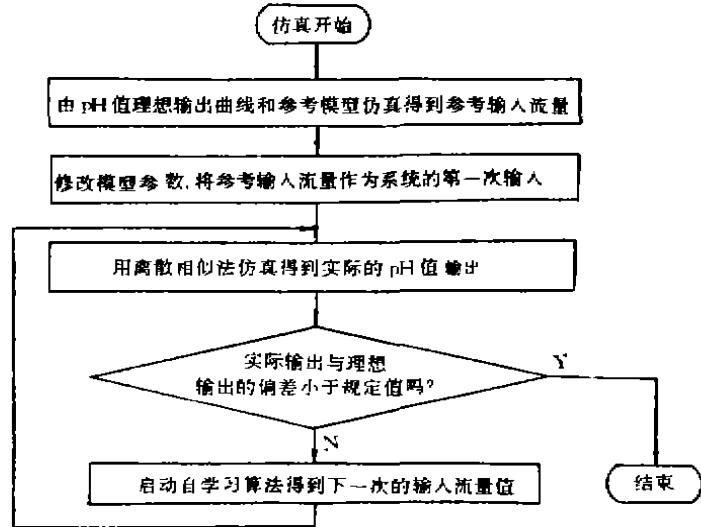 仿真开始
由pH值理想输出曲线和参考模型仿真得到参考输入流量
修改模型参数,将参考输入流量作为系统的第一次输入
用离散相似法仿真得到实际的pH值输出
实际输出与理想
输出的偏差小于规定值吗?
Y
N
启动自学习算法得到下一次的输入流量值
结束